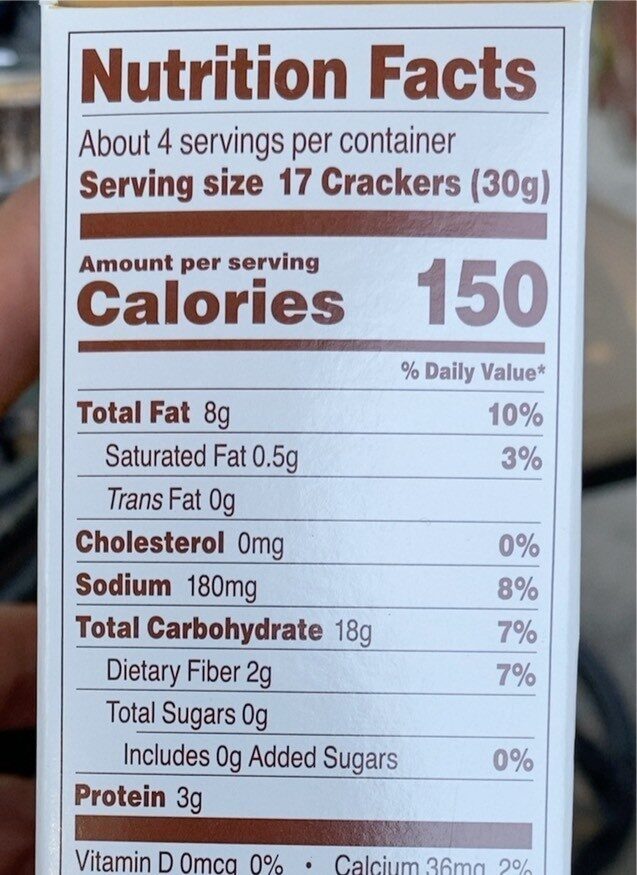 Nutrition Facts
About 4 servings per container
Serving size 17 Crackers (30g)
Amount per serving
Calories 150
% Daily Value*
Total Fat 8g 10%
Saturated Fat 0.5g 3%
Trans Fat 0g
Cholesterol 0mg 0%
Sodium 180mg 8%
Total Carbohydrate 18g 7%
Dietary Fiber 2g 7%
Total Sugars 0g
Includes 0g Added Sugars 0%
Protein 3g
Vitamin D 0mcg 0% • Calcium 36mg 2%